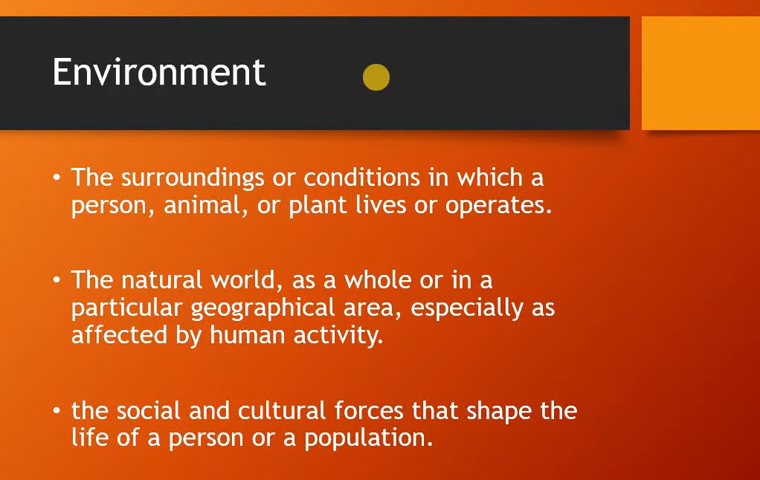 Environment
• The surroundings or conditions in which a
person, animal, or plant lives or operates.
• The natural world, as a whole or in a
particular geographical area, especially as
affected by human activity.
• the social and cultural forces that shape the
life of a person or a population.